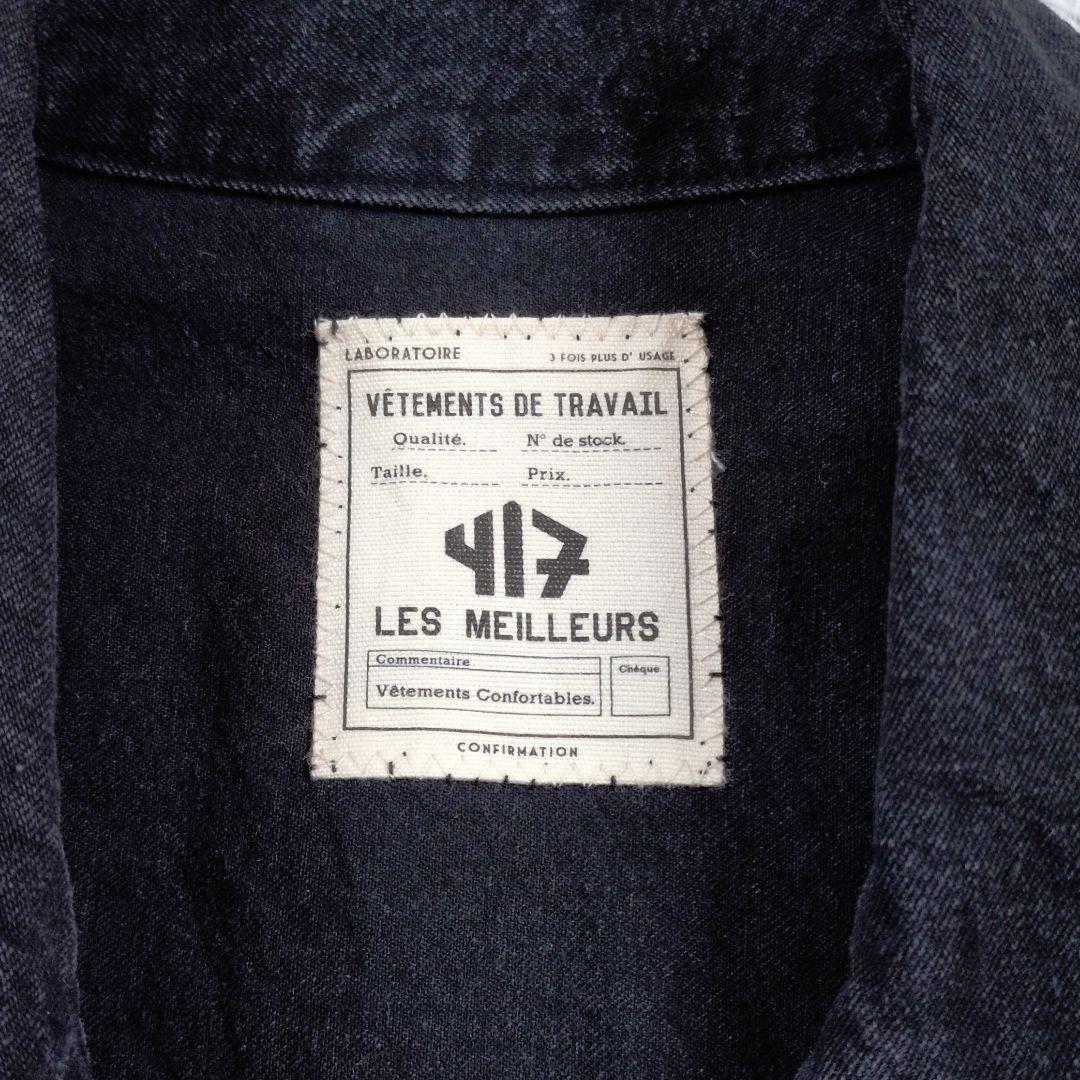 LABORATOIRE 3 FOIS PLUS D' USAGE
VÊTEMENTS DE TRAVAIL
Qualité. N° de stock.
Taille. Prix.
417
LES MEILLEURS
Commentaire Chèque
Vêtements Confortables.
CONFIRMATION